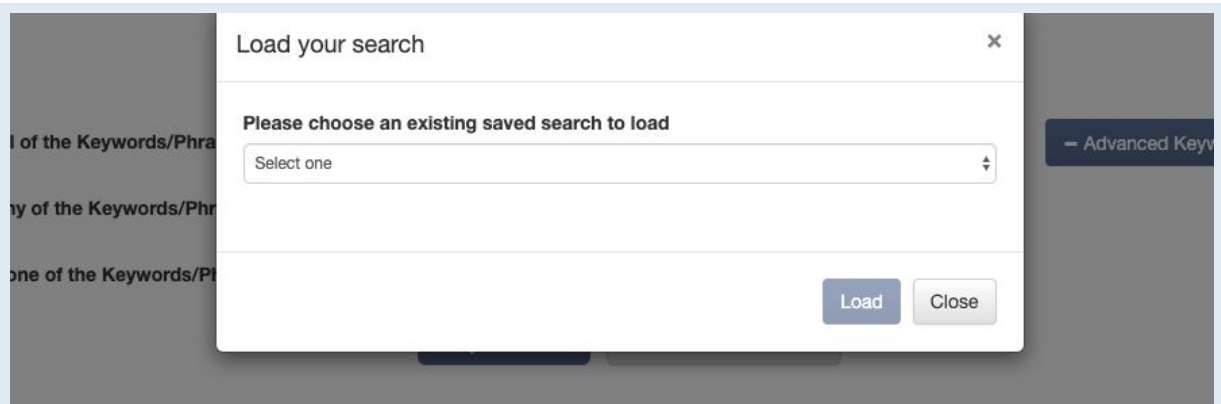 Load your search ×
Please choose an existing saved search to load
l of the Keywords/Phra
– Advanced Keyw
Select one
ny of the Keywords/Phr
one of the Keywords/Ph
Load Close